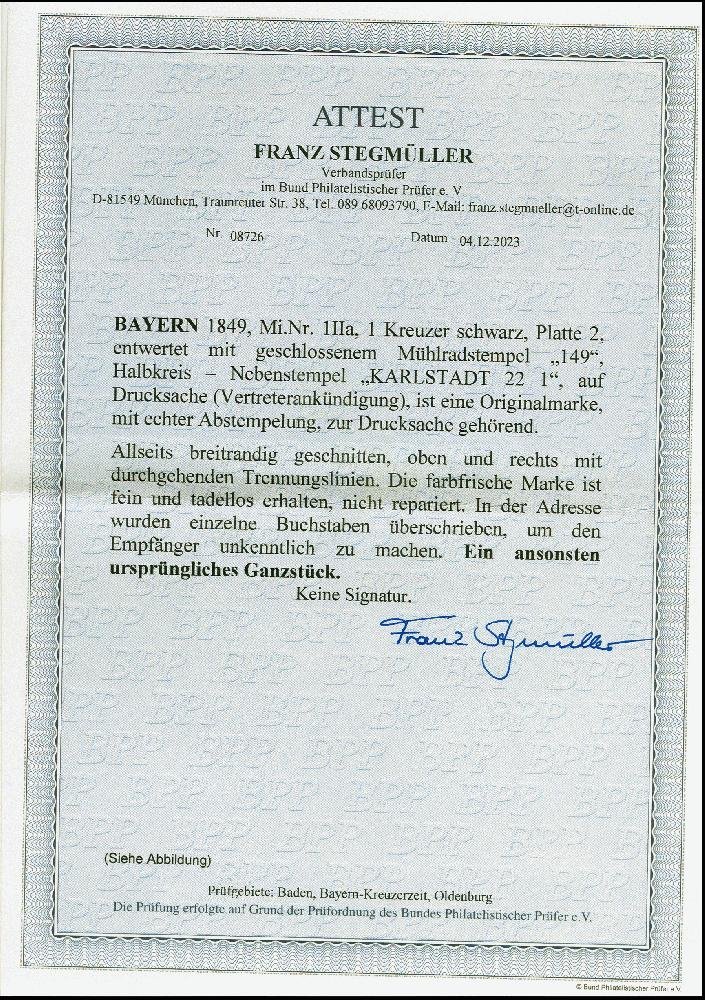 ATTEST
FRANZ STEGMÜLLER
Verbandsprüfer
im Bund Philatelistischer Prüfer e. V
D-81549 München, Traunreuter Str. 38, Tel. 089 68093790, E-Mail: franz.stegmueller@t-online.de
Nr. 08726 Datum 04.12.2023
BAYERN 1849, Mi.Nr. 1IIa, 1 Kreuzer schwarz, Platte 2,
entwertet mit geschlossenem Mühlradstempel „149“,
Halbkreis – Nebenstempel „KARLSTADT 22 1“, auf
Drucksache (Vertreterankündigung), ist eine Originalmarke,
mit echter Abstempelung, zur Drucksache gehörend.
Allseits breitrandig geschnitten, oben und rechts mit
durchgehenden Trennungslinien. Die farbfrische Marke ist
fein und tadellos erhalten, nicht repariert. In der Adresse
wurden einzelne Buchstaben überschrieben, um den
Empfänger unkenntlich zu machen. Ein ansonsten
ursprüngliches Ganzstück.
Keine Signatur.
Franz Stegmüller
(Siehe Abbildung)
Prüfgebiete: Baden, Bayern-Kreuzerzeit, Oldenburg
Die Prüfung erfolgte auf Grund der Prüfordnung des Bundes Philatelistischer Prüfer e.V.
© Bund Philatelistischer Prüfer e.V.